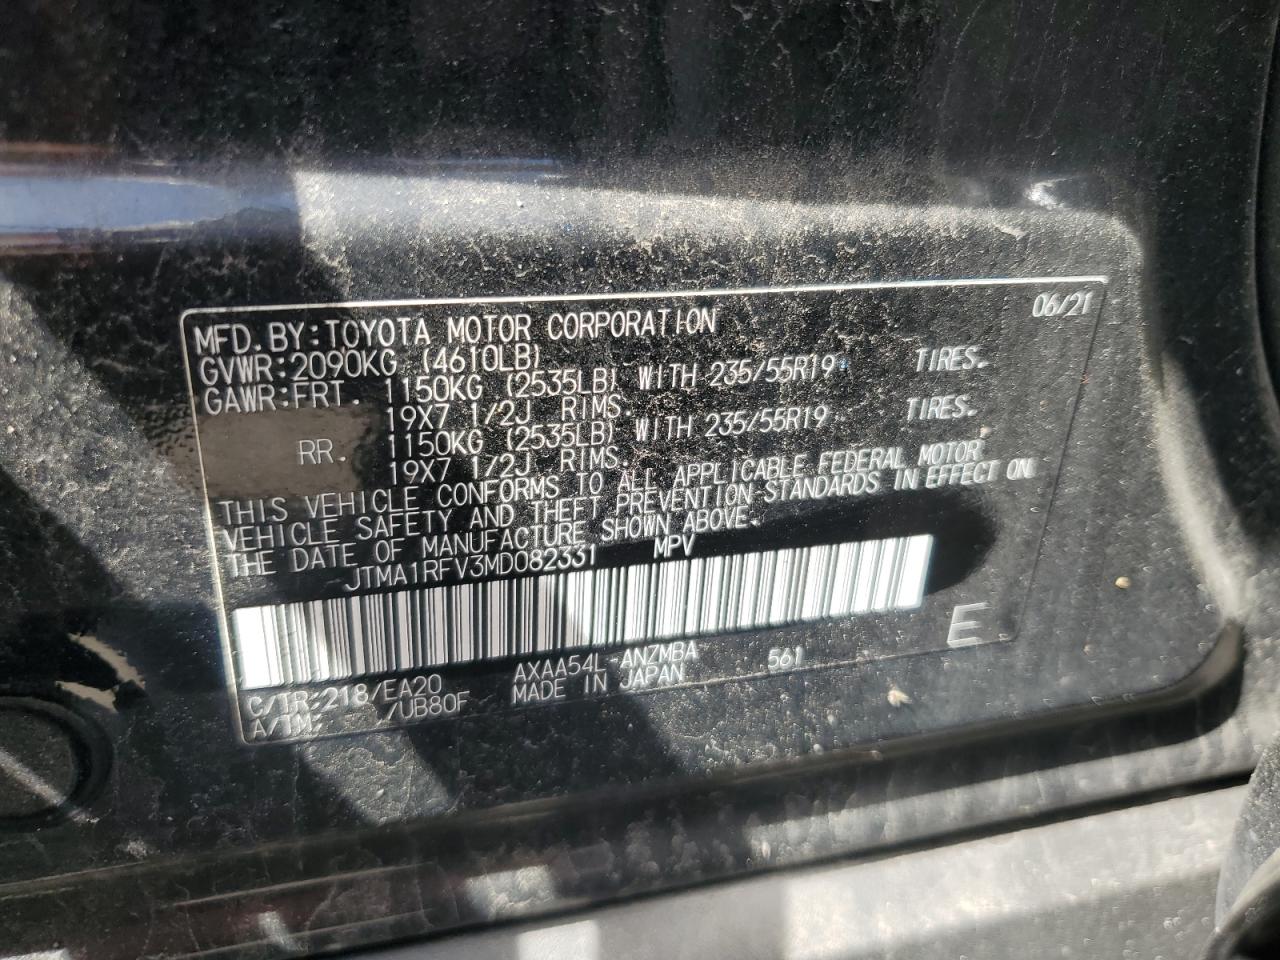 06/21
MFD.BY:TOYOTA MOTOR CORPORATION
GVWR:2090KG (4610LB)
GAWR:FRT. 1150KG (2535LB) WITH 235/55R19 TIRES.
19X7 1/2J RIMS.
RR. 1150KG (2535LB) WITH 235/55R19 TIRES.
19X7 1/2J RIMS.
THIS VEHICLE CONFORMS TO ALL APPLICABLE FEDERAL MOTOR
VEHICLE SAFETY AND THEFT PREVENTION STANDARDS IN EFFECT ON
THE DATE OF MANUFACTURE SHOWN ABOVE.
JTMA1RFV3MD082331 MPV
E
C/TR:218/EA20 AXAA54L-ANZMBA 561
A/TM: /UB80F MADE IN JAPAN